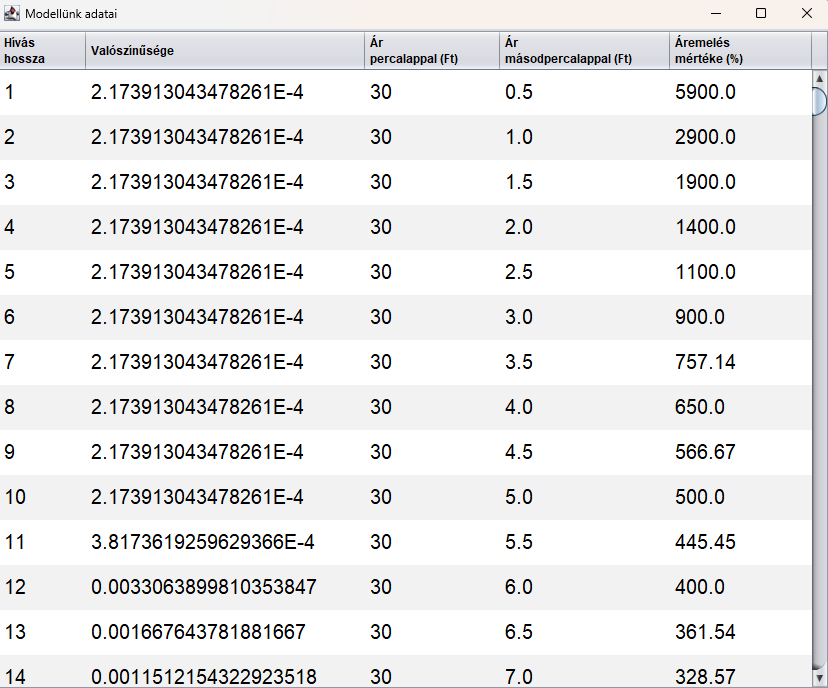 Modellünk adatai
Hívás hossza Valószínűsége Ár percalappal (Ft) Ár másodpercalappal (Ft) Áremelés mértéke (%)
1 2.173913043478261E-4 30 0.5 5900.0
2 2.173913043478261E-4 30 1.0 2900.0
3 2.173913043478261E-4 30 1.5 1900.0
4 2.173913043478261E-4 30 2.0 1400.0
5 2.173913043478261E-4 30 2.5 1100.0
6 2.173913043478261E-4 30 3.0 900.0
7 2.173913043478261E-4 30 3.5 757.14
8 2.173913043478261E-4 30 4.0 650.0
9 2.173913043478261E-4 30 4.5 566.67
10 2.173913043478261E-4 30 5.0 500.0
11 3.8173619259629366E-4 30 5.5 445.45
12 0.0033063899810353847 30 6.0 400.0
13 0.001667643781881667 30 6.5 361.54
14 0.0011512154322923518 30 7.0 328.57